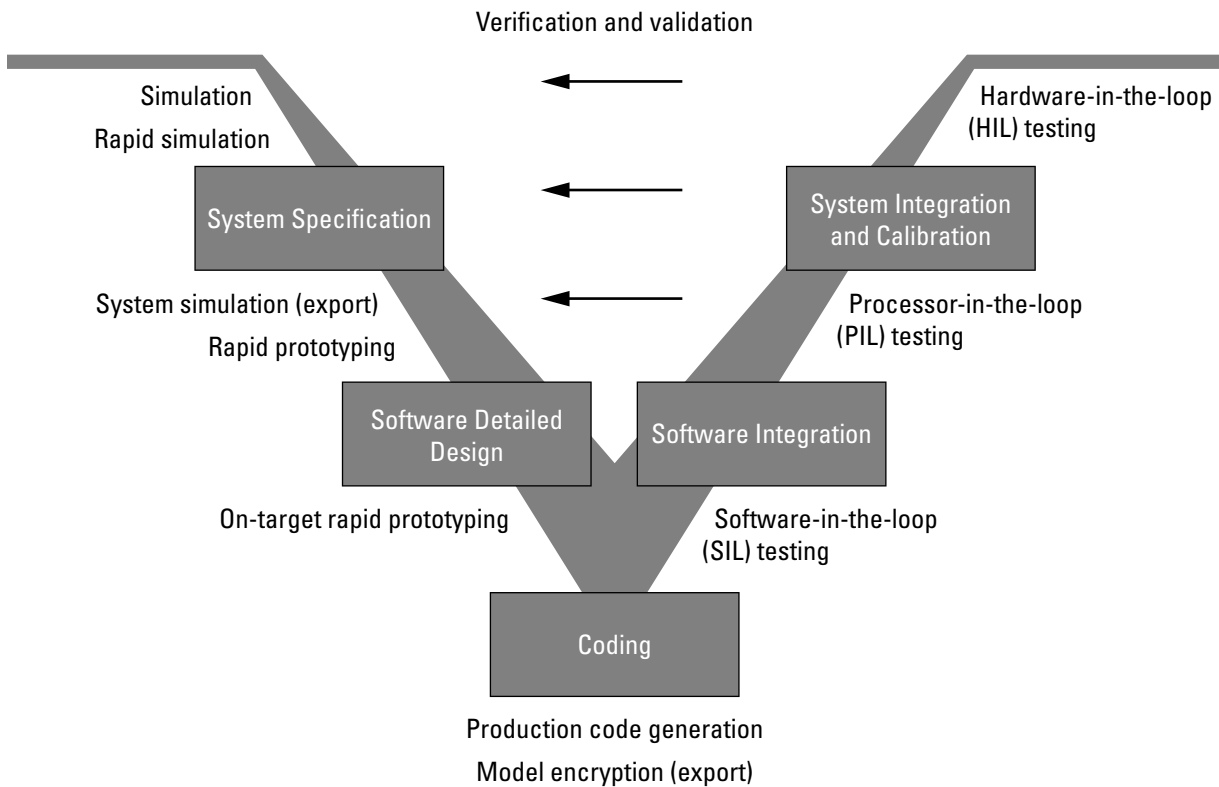 Verification and validation
Simulation
Rapid simulation
Hardware-in-the-loop
(HIL) testing
System Specification
System Integration
and Calibration
System simulation (export)
Rapid prototyping
Processor-in-the-loop
(PIL) testing
Software Detailed
Design
Software Integration
On-target rapid prototyping
Software-in-the-loop
(SIL) testing
Coding
Production code generation
Model encryption (export)